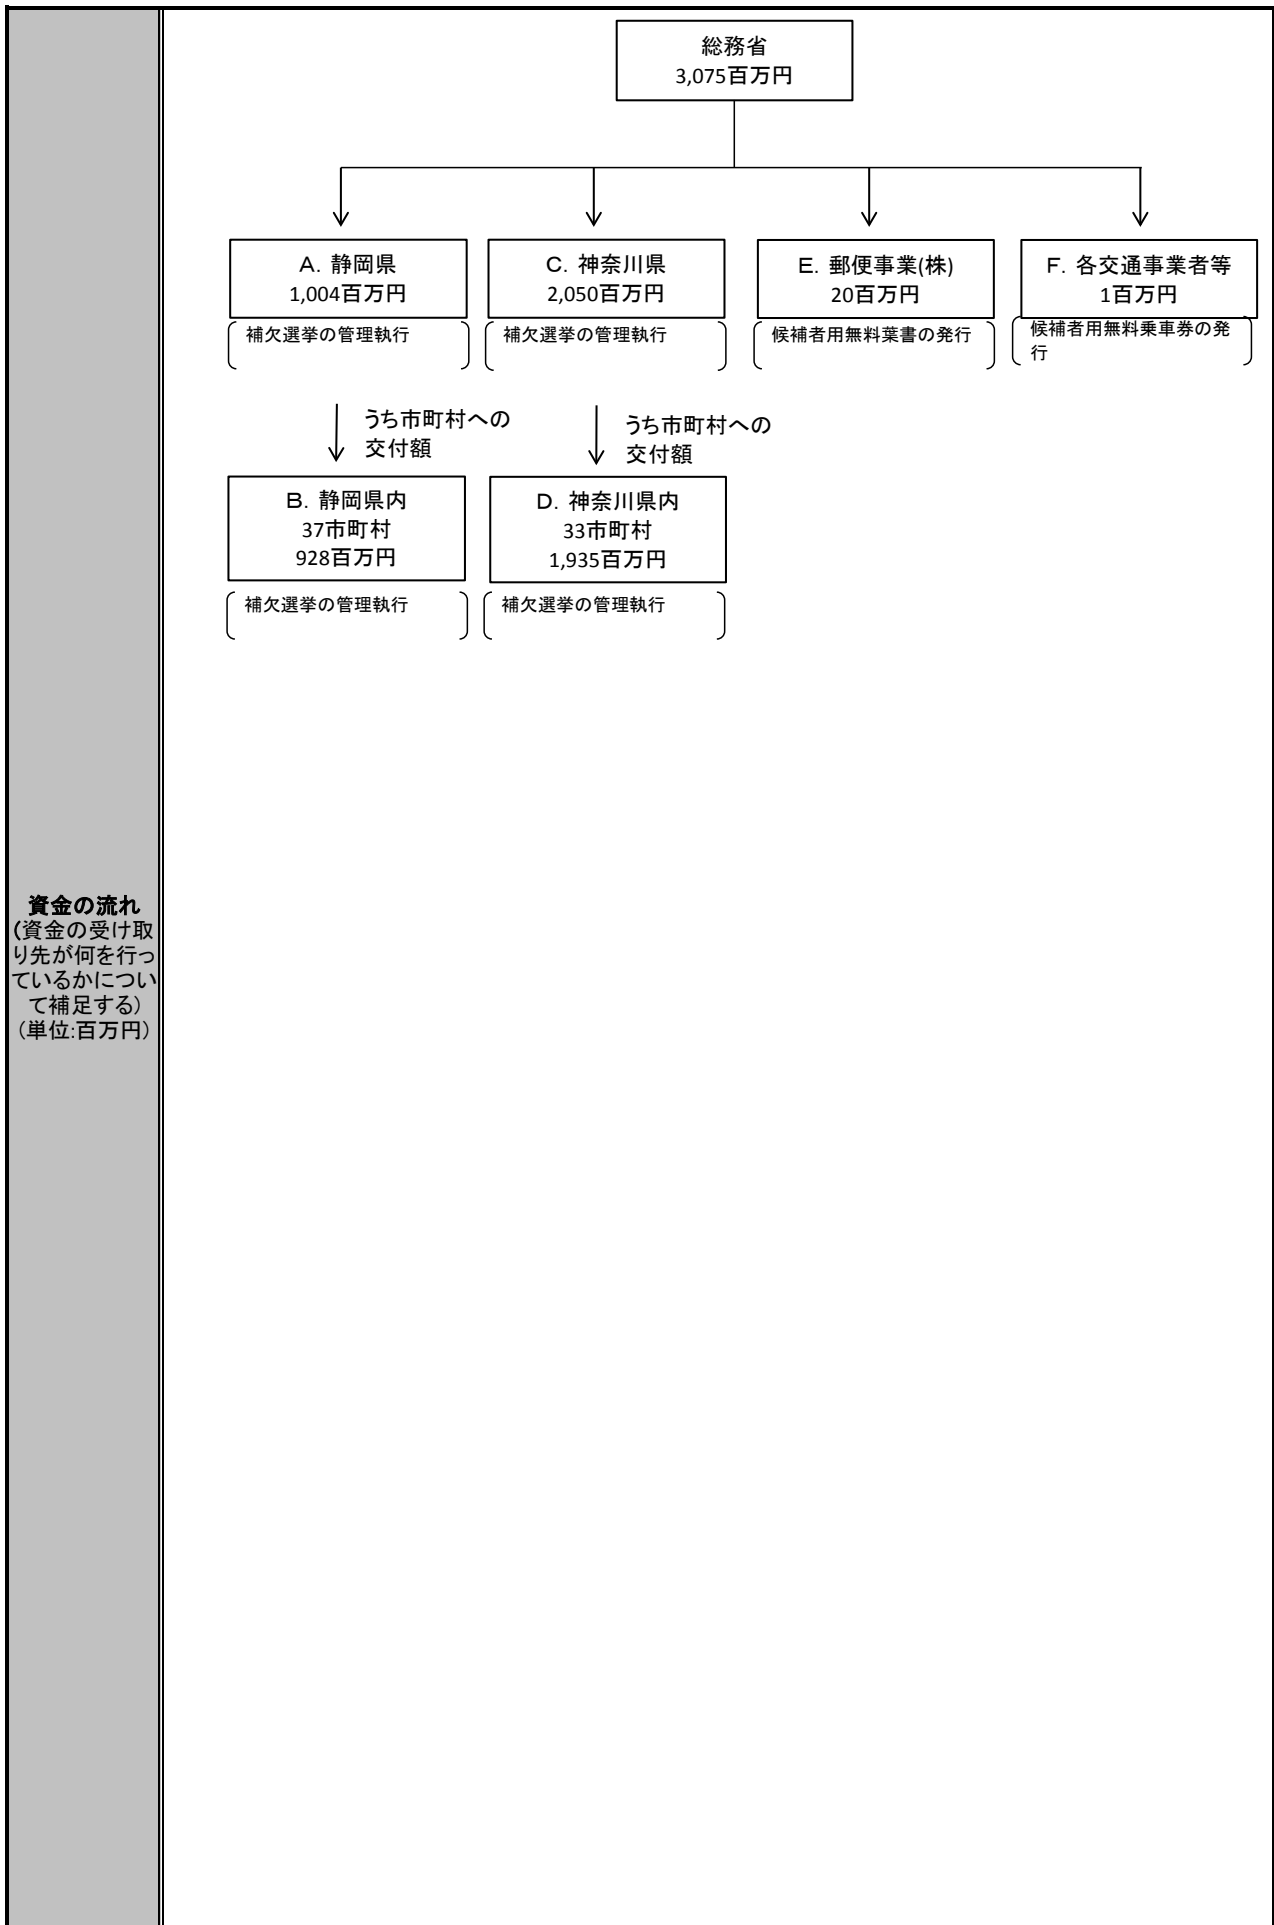 総務省
3,075百万円
A. 静岡県
1,004百万円
補欠選挙の管理執行
C. 神奈川県
2,050百万円
補欠選挙の管理執行
E. 郵便事業(株)
20百万円
候補者用無料葉書の発行
F. 各交通事業者等
1百万円
候補者用無料乗車券の発
行
うち市町村への
交付額
うち市町村への
交付額
B. 静岡県内
37市町村
928百万円
補欠選挙の管理執行
D. 神奈川県内
33市町村
1,935百万円
補欠選挙の管理執行
資金の流れ
(資金の受け取
り先が何を行っ
ているかについ
て補足する)
(単位:百万円)